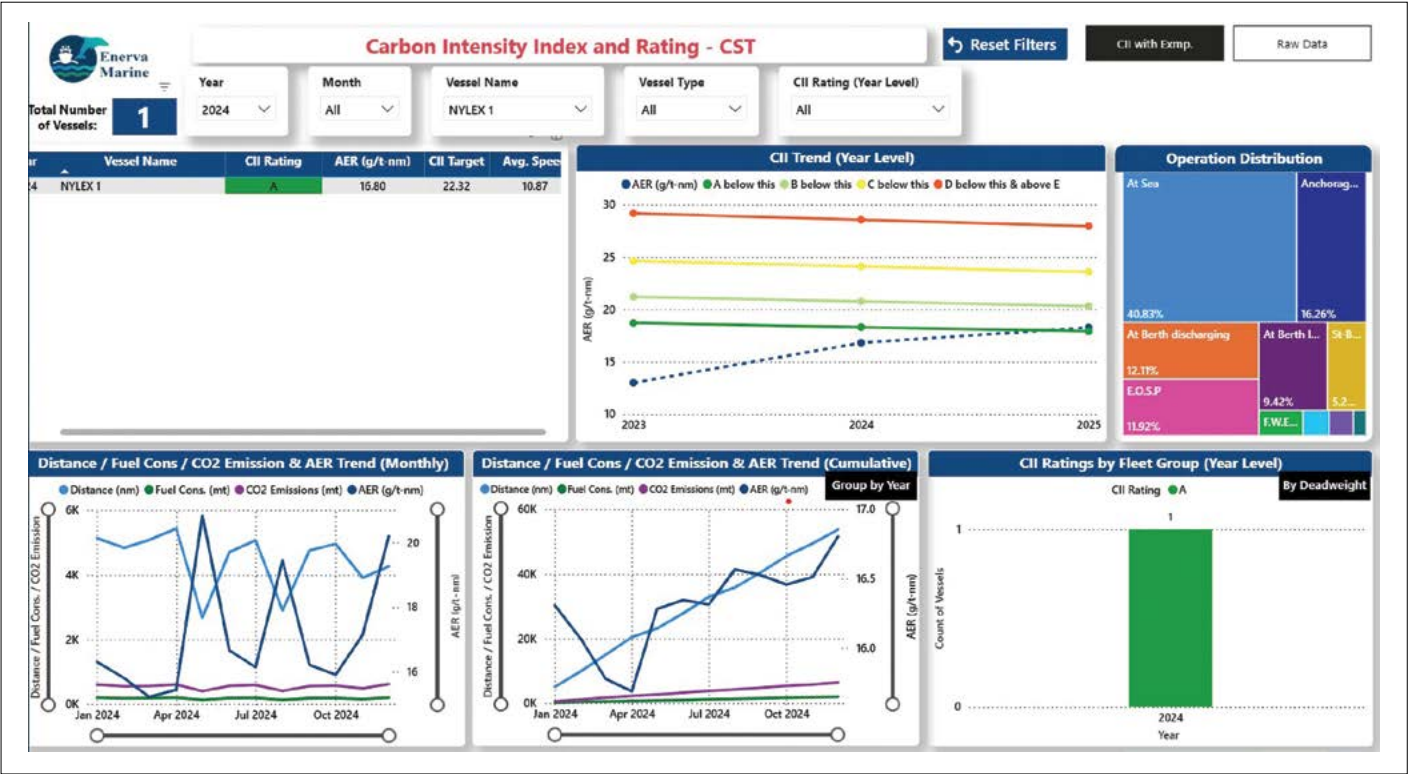 Enerva
Marine
Carbon Intensity Index and Rating - CST
Reset Filters
CII with Exmp.
Raw Data
Total Number
of Vessels:
1
Year
2024
Month
All
Vessel Name
NYLEX 1
Vessel Type
All
CII Rating (Year Level)
All
Vessel Name CII Rating AER (g/t-nm) CII Target Avg. Spee
NYLEX 1 A 16.80 22.32 10.87
CII Trend (Year Level)
AER (g/t-nm) A below this B below this C below this D below this & above E
AER (g/t-nm)
30
25
20
15
10
2023 2024 2025
Operation Distribution
At Sea
40.83%
Anchorag...
16.26%
At Berth discharging
12.11%
At Berth l...
9.42%
St-B...
5.2...
E.O.S.P
11.92%
F.W.E...
Distance / Fuel Cons / CO2 Emission & AER Trend (Monthly)
Distance (nm) Fuel Cons. (mt) CO2 Emissions (mt) AER (g/t-nm)
Distance / Fuel Cons. / CO2 Emission
6K
4K
2K
0K
20
18
16
AER (g/t-nm)
Jan 2024 Apr 2024 Jul 2024 Oct 2024
Distance / Fuel Cons / CO2 Emission & AER Trend (Cumulative)
Distance (nm) Fuel Cons. (mt) CO2 Emissions (mt) AER (g/t-nm)
Group by Year
Distance / Fuel Cons. / CO2 Emission
60K
40K
20K
0K
17.0
16.5
16.0
AER (g/t-nm)
Jan 2024 Apr 2024 Jul 2024 Oct 2024
CII Ratings by Fleet Group (Year Level)
CII Rating A
By Deadweight
Count of Vessels
1
0
1
2024
Year